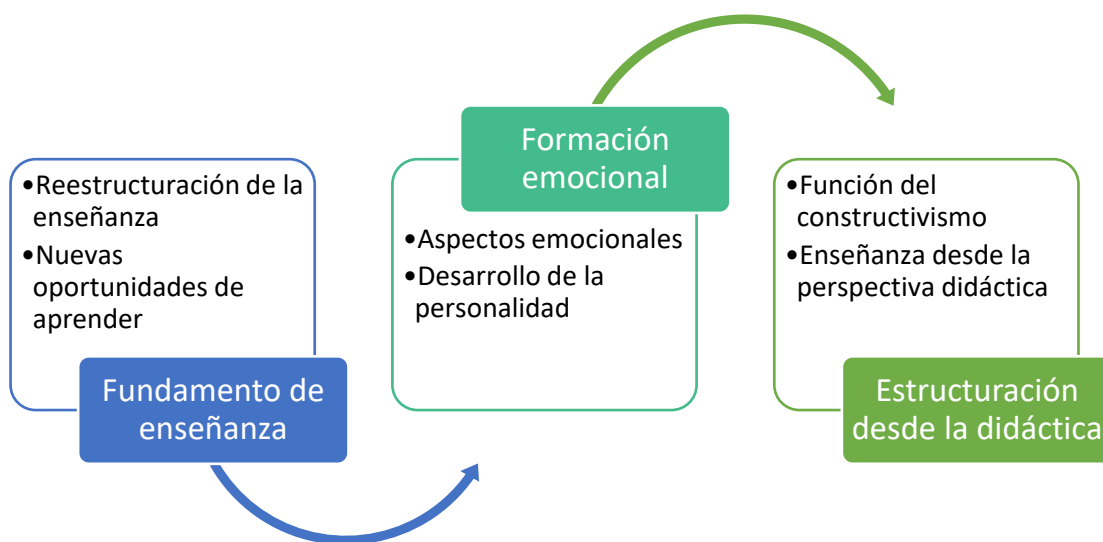 •Reestructuración de la
enseñanza
•Nuevas
oportunidades de
aprender
Fundamento de
enseñanza
Formación
emocional
•Aspectos emocionales
•Desarrollo de la
personalidad
•Función del
constructivismo
•Enseñanza desde la
perspectiva didáctica
Estructuración
desde la didáctica